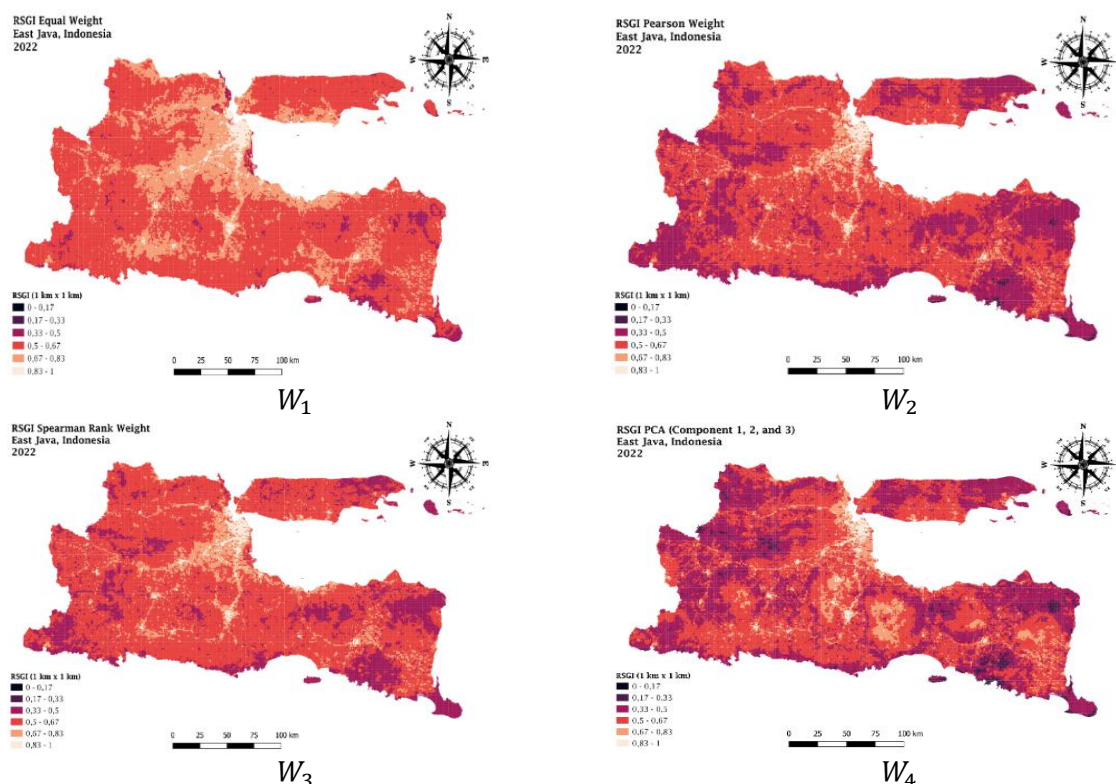 RSGI Equal Weight
East Java, Indonesia
2022
N
W
E
S
RSGI (1 km x 1 km)
0 - 0,17
0,17 - 0,33
0,33 - 0,5
0,5 - 0,67
0,67 - 0,83
0,83 - 1
0 25 50 75 100 km
W1
RSGI Pearson Weight
East Java, Indonesia
2022
N
W
E
S
RSGI (1 km x 1 km)
0 - 0,17
0,17 - 0,33
0,33 - 0,5
0,5 - 0,67
0,67 - 0,83
0,83 - 1
0 25 50 75 100 km
W2
RSGI Spearman Rank Weight
East Java, Indonesia
2022
N
W
E
S
RSGI (1 km x 1 km)
0 - 0,17
0,17 - 0,33
0,33 - 0,5
0,5 - 0,67
0,67 - 0,83
0,83 - 1
0 25 50 75 100 km
W3
RSGI PCA (Component 1, 2, and 3)
East Java, Indonesia
2022
N
W
E
S
RSGI (1 km x 1 km)
0 - 0,17
0,17 - 0,33
0,33 - 0,5
0,5 - 0,67
0,67 - 0,83
0,83 - 1
0 25 50 75 100 km
W4